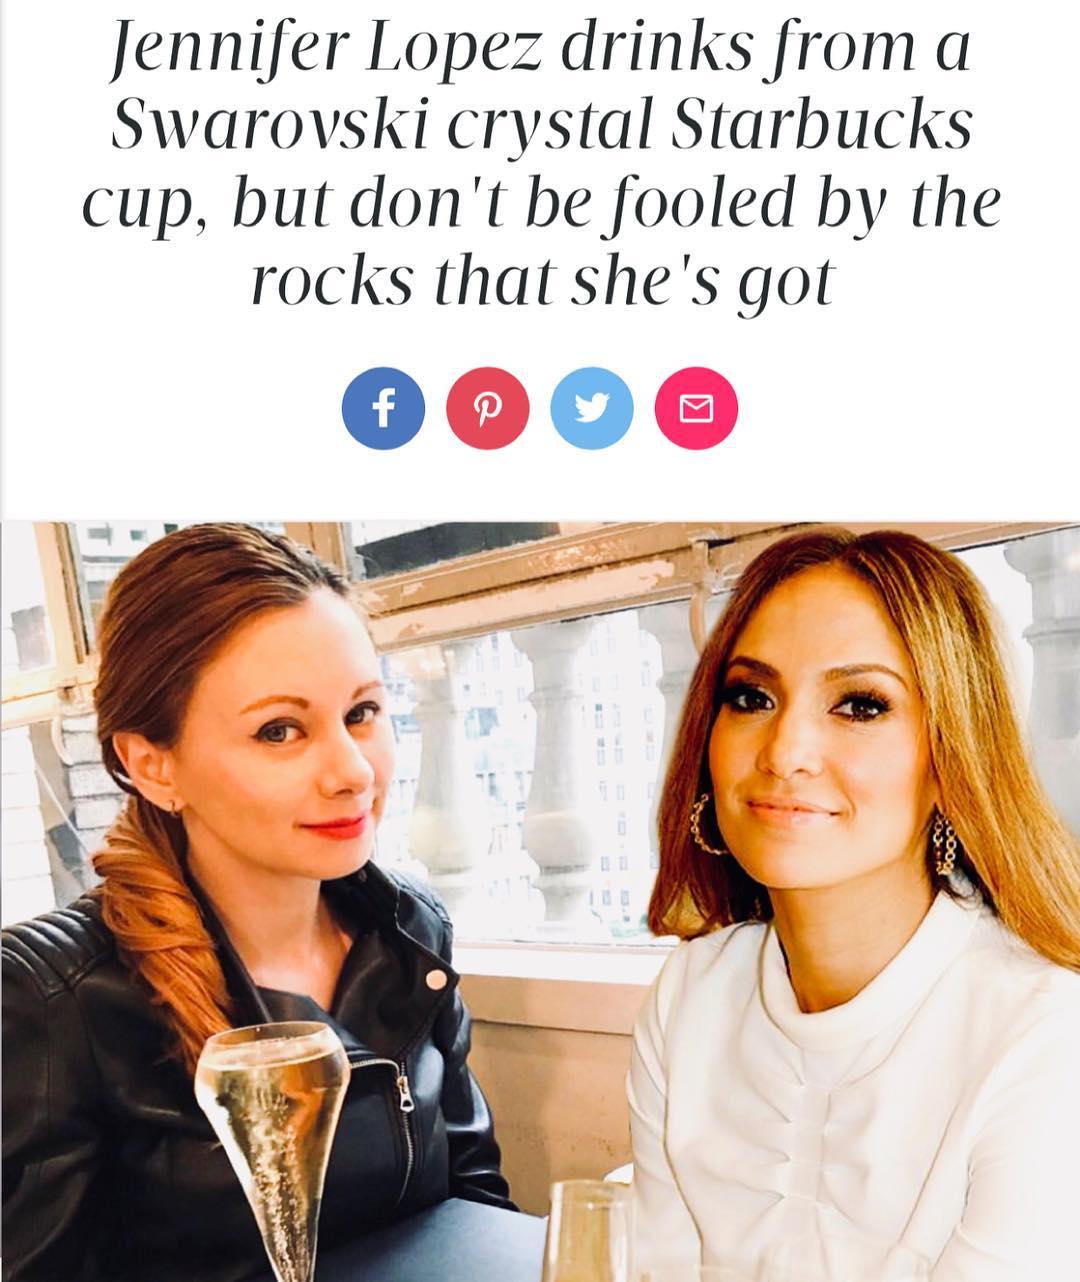 Jennifer Lopez drinks from a
Swarovski crystal Starbucks
cup, but don't be fooled by the
rocks that she's got